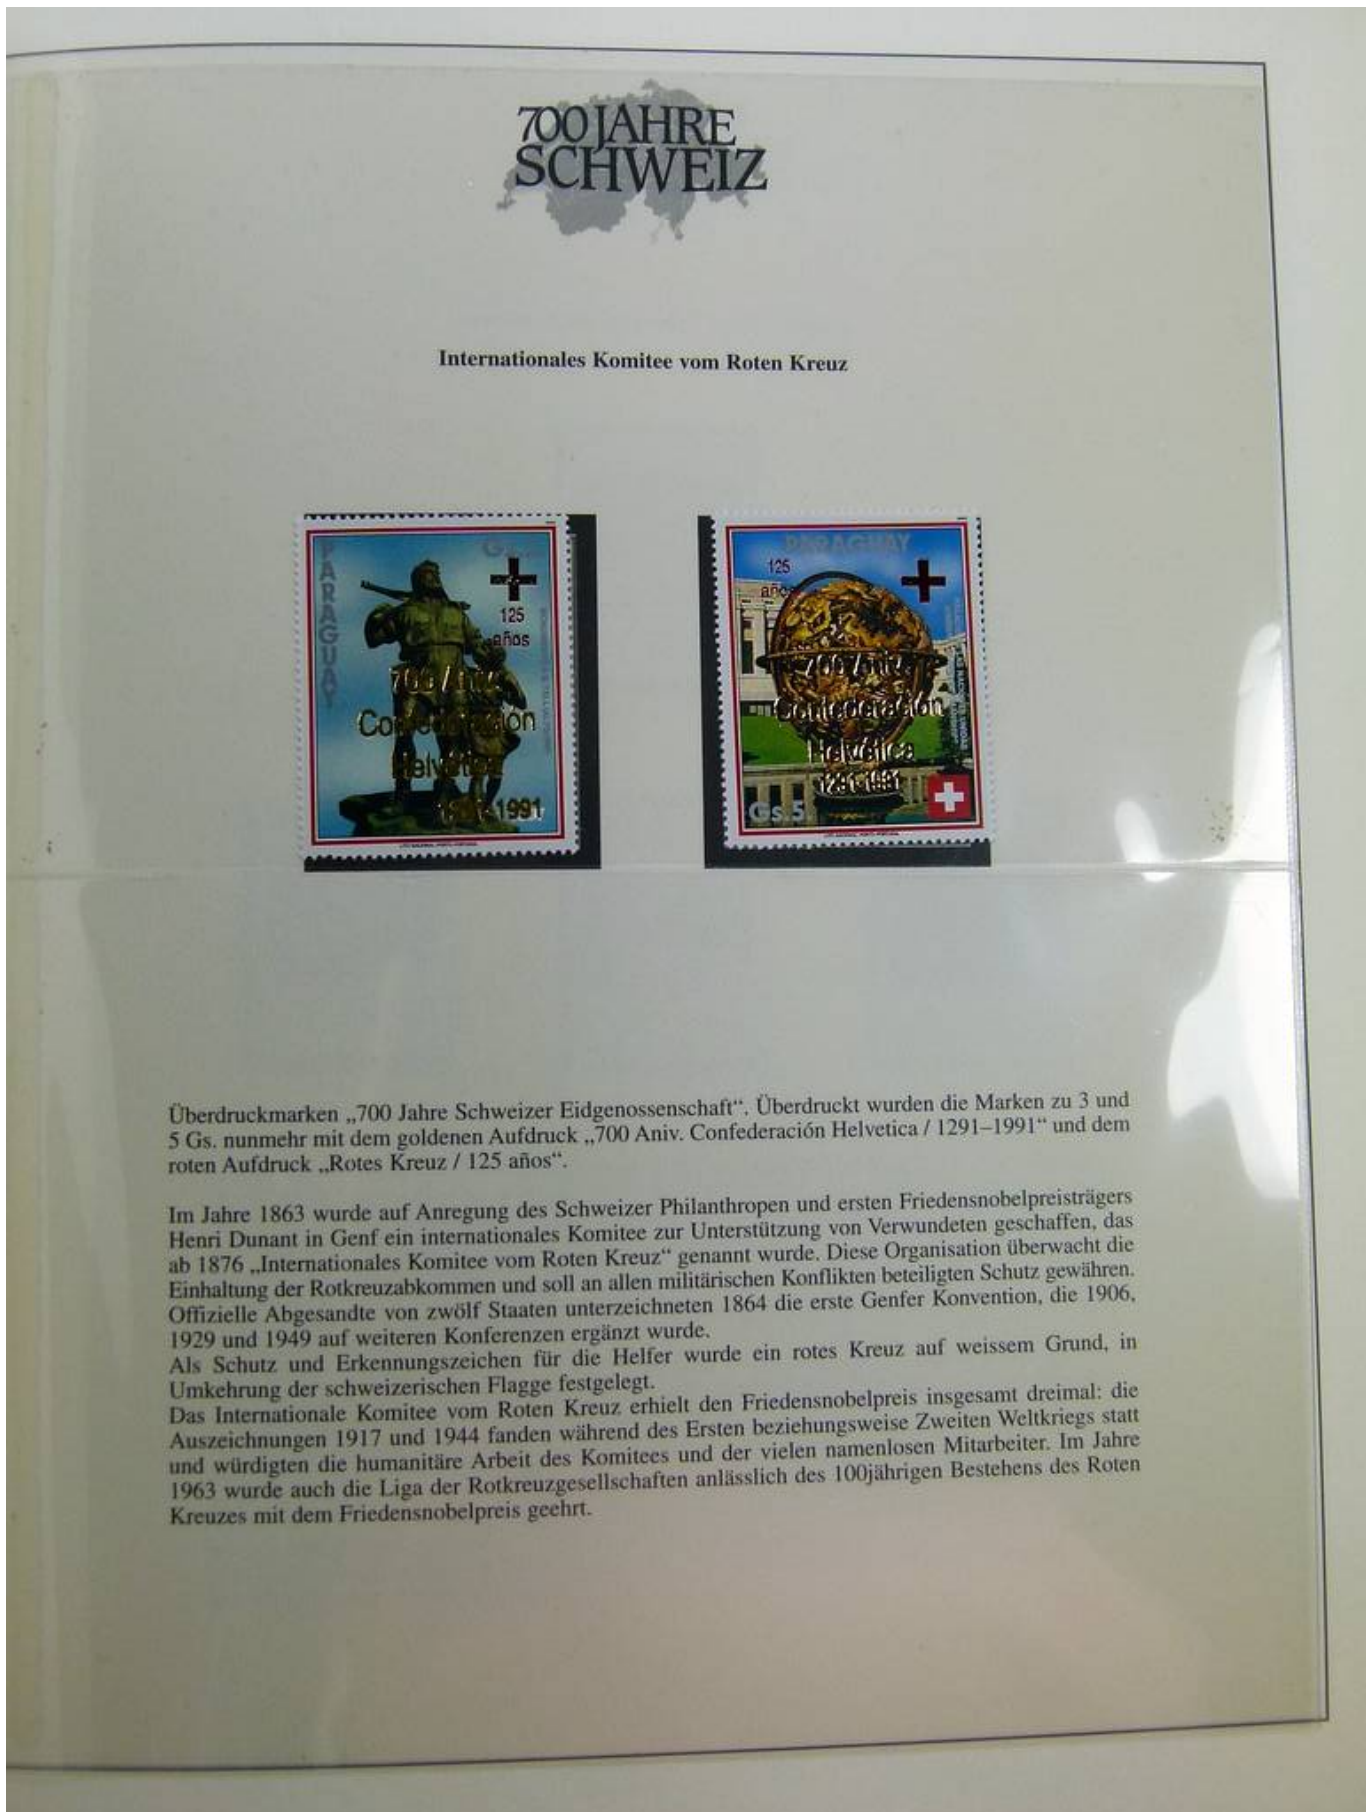 700 JAHRE
SCHWEIZ
Internationales Komitee vom Roten Kreuz
PARAGUAY
125
años
700 Aniv.
Confederación
Helvetica
1991
PARAGUAY
125
años
700 Aniv.
Confederación
Helvetica
1291-1991
Gs.5.
Überdruckmarken „700 Jahre Schweizer Eidgenossenschaft“. Überdruckt wurden die Marken zu 3 und
5 Gs. nunmehr mit dem goldenen Aufdruck „700 Aniv. Confederación Helvetica / 1291–1991“ und dem
roten Aufdruck „Rotes Kreuz / 125 años“.
Im Jahre 1863 wurde auf Anregung des Schweizer Philanthropen und ersten Friedensnobelpreisträgers
Henri Dunant in Genf ein internationales Komitee zur Unterstützung von Verwundeten geschaffen, das
ab 1876 „Internationales Komitee vom Roten Kreuz“ genannt wurde. Diese Organisation überwacht die
Einhaltung der Rotkreuzabkommen und soll an allen militärischen Konflikten beteiligten Schutz gewähren.
Offizielle Abgesandte von zwölf Staaten unterzeichneten 1864 die erste Genfer Konvention, die 1906,
1929 und 1949 auf weiteren Konferenzen ergänzt wurde.
Als Schutz und Erkennungszeichen für die Helfer wurde ein rotes Kreuz auf weissem Grund, in
Umkehrung der schweizerischen Flagge festgelegt.
Das Internationale Komitee vom Roten Kreuz erhielt den Friedensnobelpreis insgesamt dreimal: die
Auszeichnungen 1917 und 1944 fanden während des Ersten beziehungsweise Zweiten Weltkriegs statt
und würdigten die humanitäre Arbeit des Komitees und der vielen namenlosen Mitarbeiter. Im Jahre
1963 wurde auch die Liga der Rotkreuzgesellschaften anlässlich des 100jährigen Bestehens des Roten
Kreuzes mit dem Friedensnobelpreis geehrt.